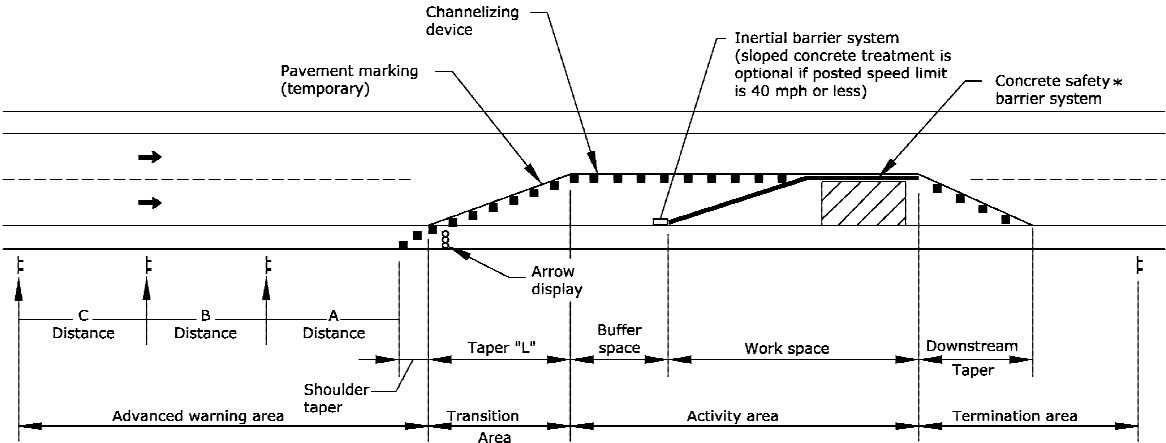 Channelizing
device
Inertial barrier system
(sloped concrete treatment is
optional if posted speed limit
is 40 mph or less)
Pavement marking
(temporary)
Concrete safety*
barrier system
Arrow
display
C
Distance
B
Distance
A
Distance
Shoulder
taper
Taper "L"
Buffer
space
Work space
Downstream
Taper
Advanced warning area
Transition
Area
Activity area
Termination area